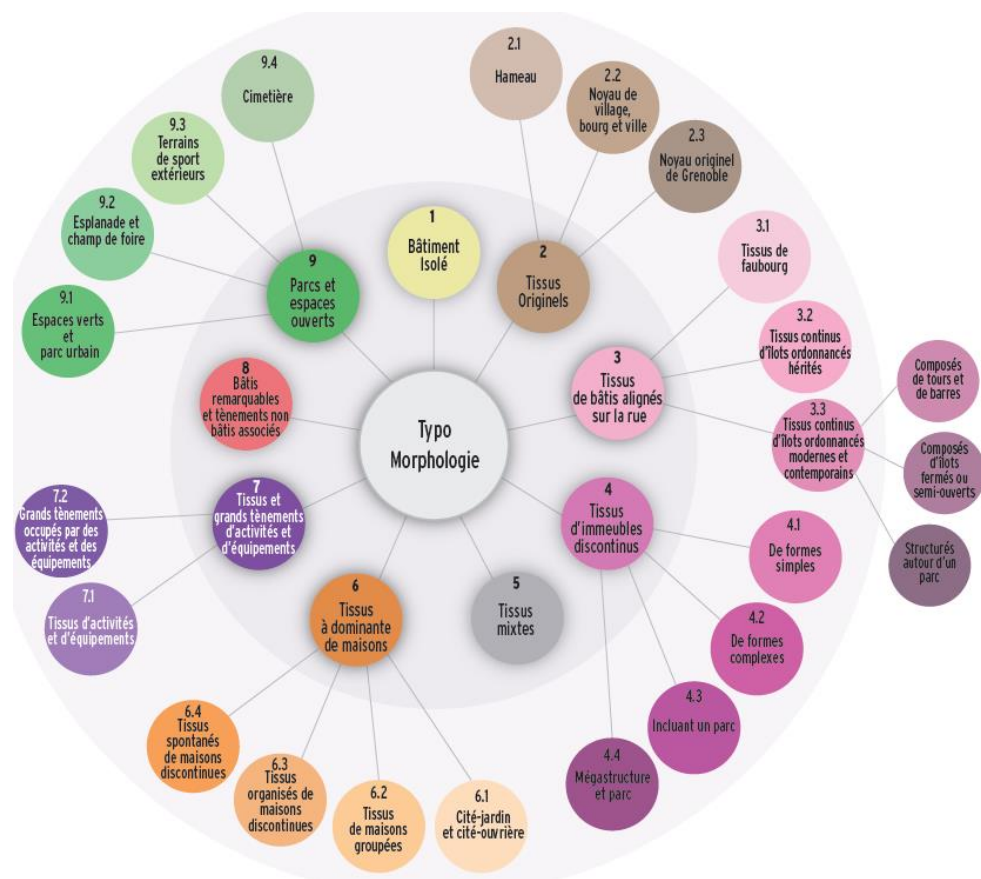 Typo
Morphologie
1
Bâtiment
Isolé
2
Tissus
Originels
2.1
Hameau
2.2
Noyau de
village,
bourg et ville
2.3
Noyau originel
de Grenoble
3
Tissus
de bâtis alignés
sur la rue
3.1
Tissus de
faubourg
3.2
Tissus continus
d'îlots ordonnancés
hérités
3.3
Tissus continus
d'îlots ordonnancés
modernes et
contemporains
Composés
de tours et
de barres
Composés
d'îlots
fermés ou
semi-ouverts
Structurés
autour d'un
parc
4
Tissus
d'immeubles
discontinus
4.1
De formes
simples
4.2
De formes
complexes
4.3
Incluant un parc
4.4
Mégastructure
et parc
5
Tissus
mixtes
6
Tissus
à dominante
de maisons
6.1
Cité-jardin
et cité-ouvrière
6.2
Tissus
de maisons
groupées
6.3
Tissus
organisés de
maisons
discontinues
6.4
Tissus
spontanés
de maisons
discontinues
7
Tissus et
grands tènements
d'activités et
d'équipements
7.1
Tissus d'activités
et d'équipements
7.2
Grands tènements
occupés par des
activités et des
équipements
8
Bâtis
remarquables
et tènements non
bâtis associés
9
Parcs et
espaces
ouverts
9.1
Espaces verts
et
parc urbain
9.2
Esplanade et
champ de foire
9.3
Terrains
de sport
extérieurs
9.4
Cimetière